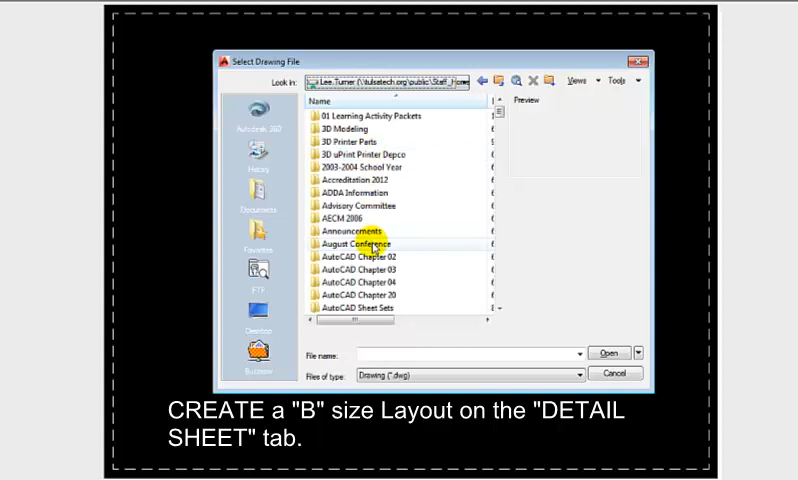 Select Drawing File
Look in: Lee.Turner (\\tulsatech.org\public\Staff_Home
Views Tools
Name
Preview
Autodesk 360
History
Documents
Favorites
FTP
Desktop
Buzzsaw
01 Learning Activity Packets
3D Modeling
3D Printer Parts
3D uPrint Printer Depco
2003-2004 School Year
Accreditation 2012
ADDA Information
Advisory Committee
AECM 2006
Announcements
August Conference
AutoCAD Chapter 02
AutoCAD Chapter 03
AutoCAD Chapter 04
AutoCAD Chapter 20
AutoCAD Sheet Sets
File name: Open
Files of type: Drawing (*.dwg) Cancel
CREATE a "B" size Layout on the "DETAIL
SHEET" tab.